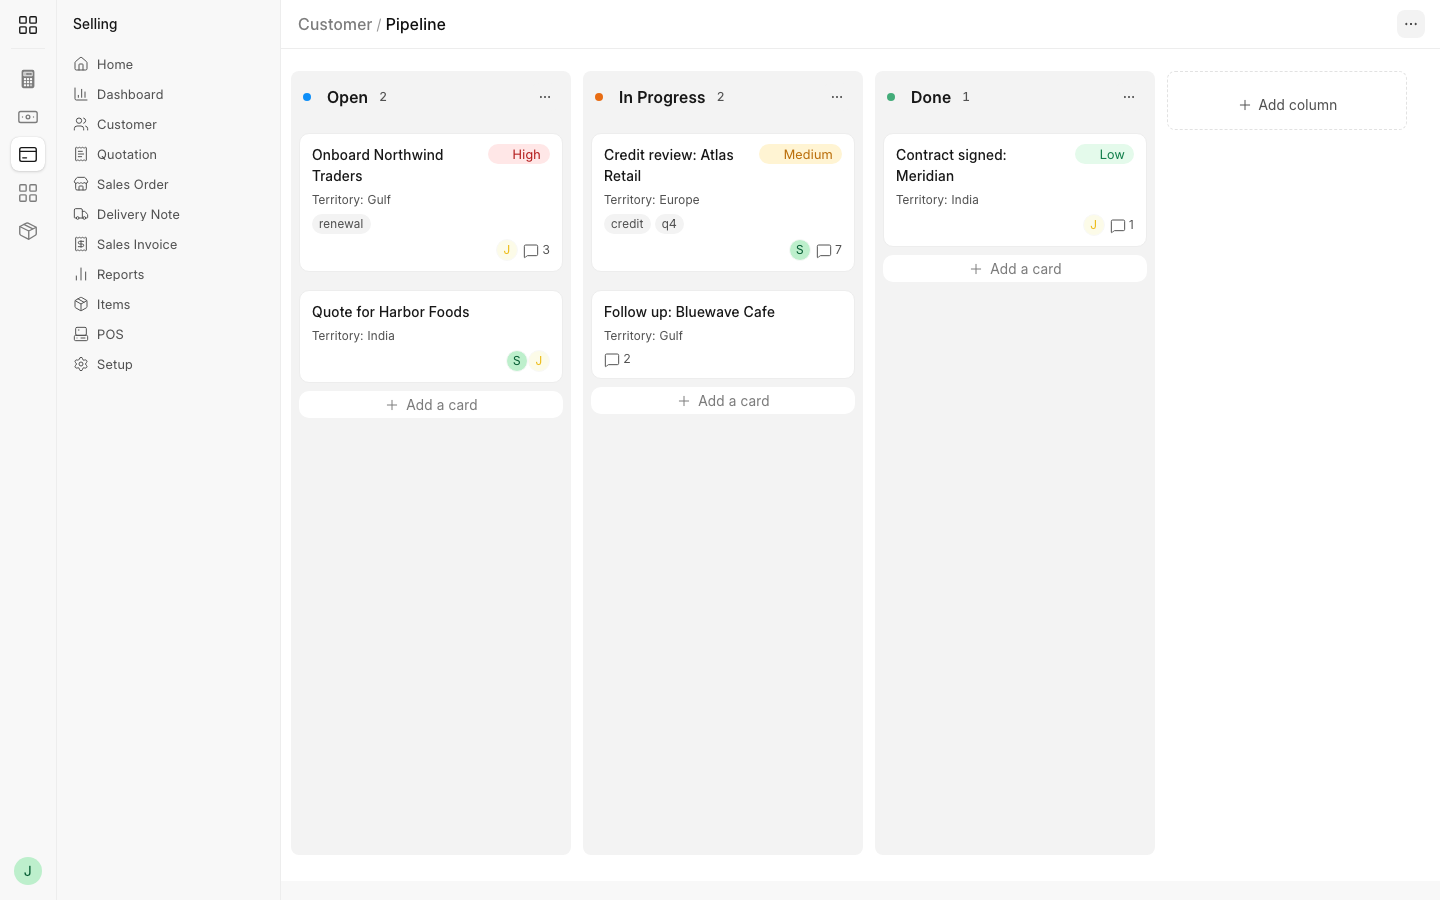 Selling
Home
Dashboard
Customer
Quotation
Sales Order
Delivery Note
Sales Invoice
Reports
Items
POS
Setup
J
Customer / Pipeline
Open 2
Onboard Northwind Traders
High
Territory: Gulf
renewal
J 3
Quote for Harbor Foods
Territory: India
S J
Add a card
In Progress 2
Credit review: Atlas Retail
Medium
Territory: Europe
credit q4
S 7
Follow up: Bluewave Cafe
Territory: Gulf
2
Add a card
Done 1
Contract signed: Meridian
Low
Territory: India
J 1
Add a card
Add column